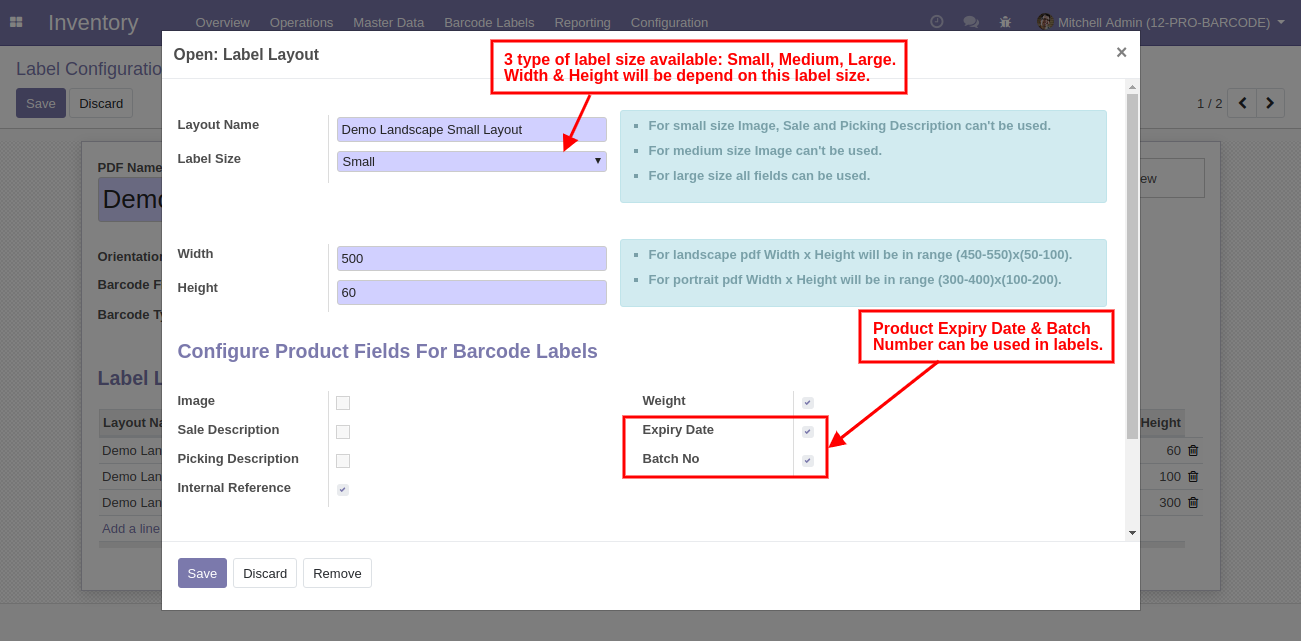 Inventory
Overview Operations Master Data Barcode Labels Reporting Configuration
Mitchell Admin (12-PRO-BARCODE)
Label Configuratio
Save Discard
1 / 2
Open: Label Layout
×
3 type of label size available: Small, Medium, Large.
Width & Height will be depend on this label size.
Layout Name Demo Landscape Small Layout
Label Size Small
For small size Image, Sale and Picking Description can't be used.
For medium size Image can't be used.
For large size all fields can be used.
Width 500
Height 60
For landscape pdf Width x Height will be in range (450-550)x(50-100).
For portrait pdf Width x Height will be in range (300-400)x(100-200).
Product Expiry Date & Batch
Number can be used in labels.
Configure Product Fields For Barcode Labels
Image
Sale Description
Picking Description
Internal Reference
Weight
Expiry Date
Batch No
Save Discard Remove
PDF Name
Demo
Orientation
Barcode F
Barcode Ty
Label L
Layout Na
Height
Demo Lan
60
Demo Lan
100
Demo Lan
300
Add a line
ew